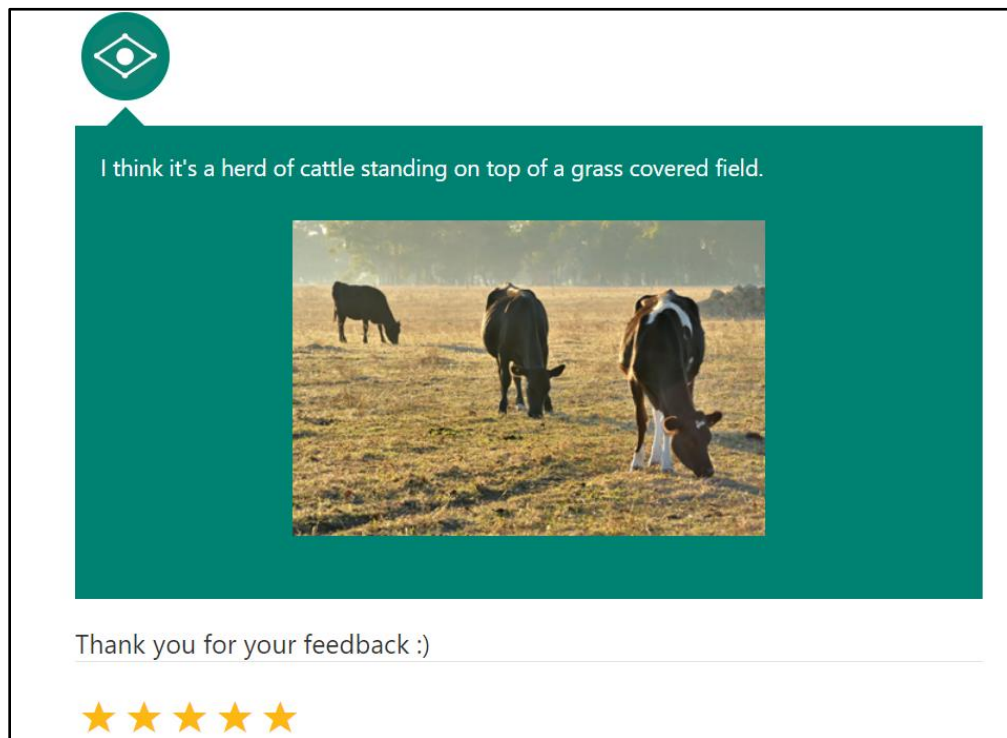 I think it's a herd of cattle standing on top of a grass covered field.
Thank you for your feedback :)